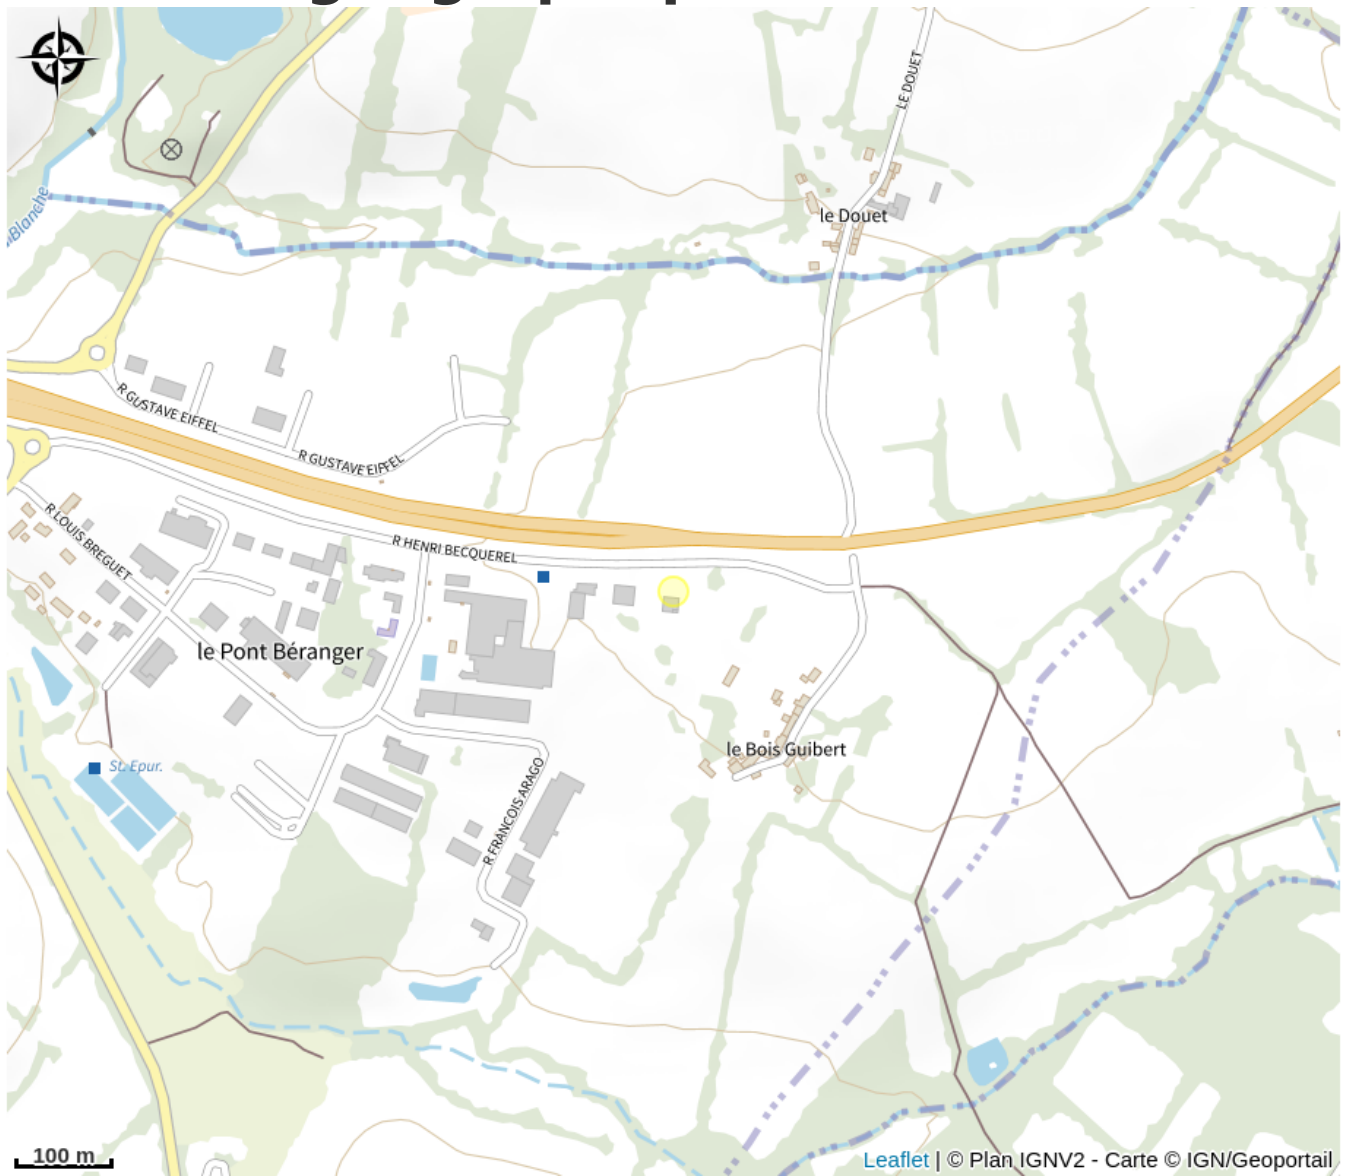 LE DOUET
Blanche
le Douet
R GUSTAVE EIFFEL
R GUSTAVE EIFFEL
R LOUIS BREGUET
R HENRI BECQUEREL
le Pont Béranger
le Bois Guibert
St. Epur.
R FRANCOIS ARAGO
100 m
Leaflet | © Plan IGNV2 - Carte © IGN/Geoportail